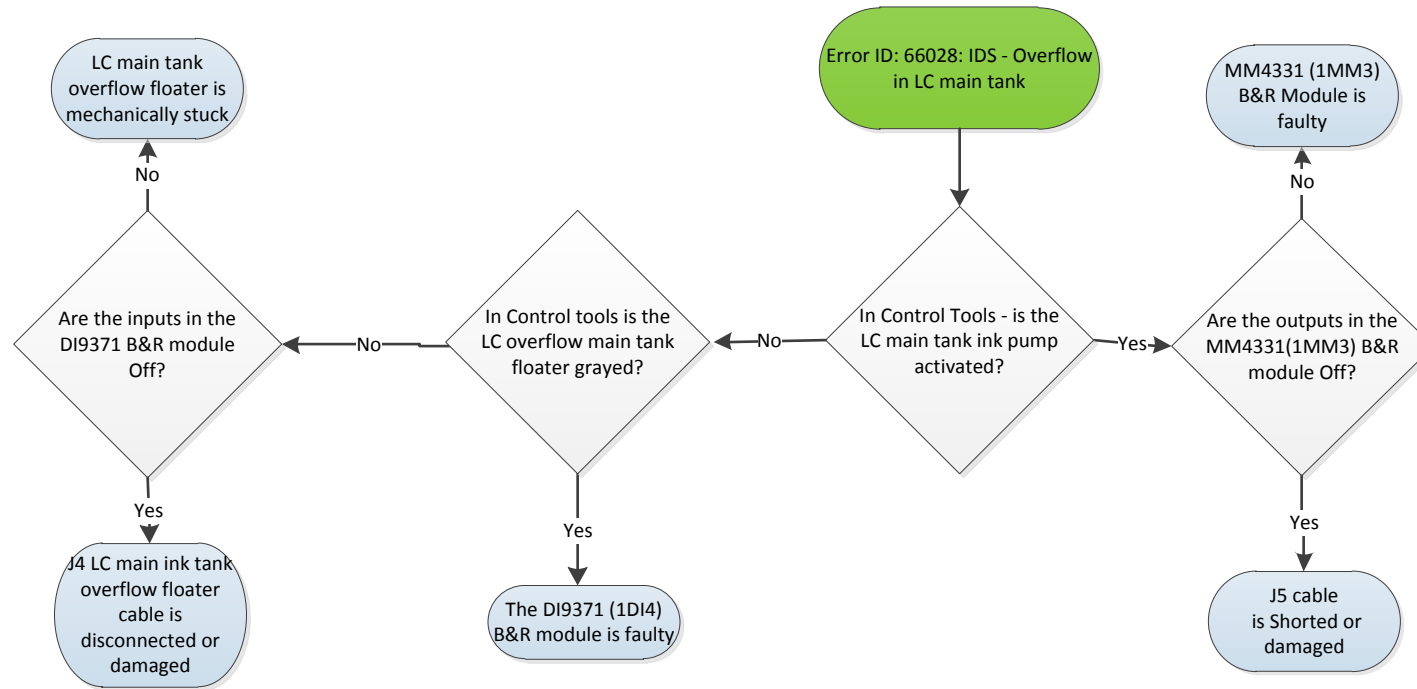 LC main tank
overflow floater is
mechanically stuck
Error ID: 66028: IDS - Overflow
in LC main tank
MM4331 (1MM3)
B&R Module is
faulty
No
No
Are the inputs in the
DI9371 B&R module
Off?
No
In Control tools is the
LC overflow main tank
floater grayed?
No
In Control Tools - is the
LC main tank ink pump
activated?
Yes
Are the outputs in the
MM4331(1MM3) B&R
module Off?
Yes
Yes
Yes
J4 LC main ink tank
overflow floater
cable is
disconnected or
damaged
The DI9371 (1DI4)
B&R module is faulty
J5 cable
is Shorted or
damaged